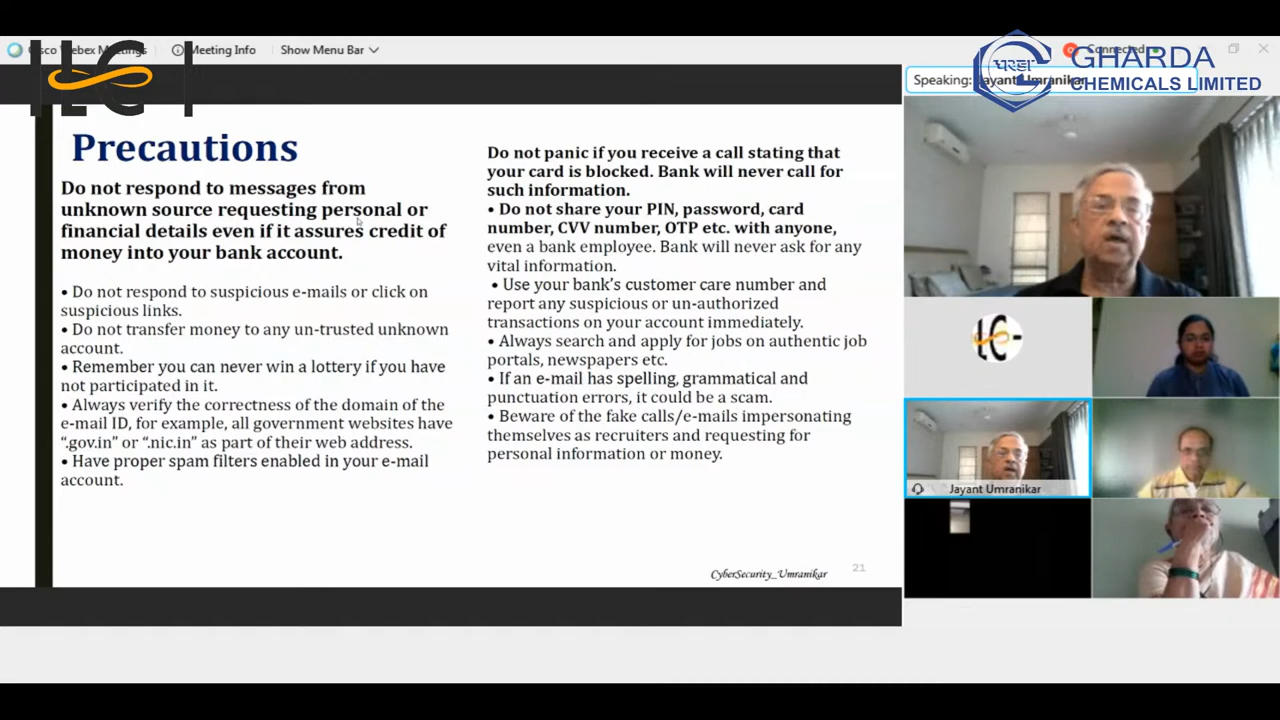 Cisco Webex Meetings
Meeting Info
Show Menu Bar
Connected
ILC
घरडा
GHARDA
CHEMICALS LIMITED
Speaking: Jayant Umranikar
Precautions
Do not respond to messages from
unknown source requesting personal or
financial details even if it assures credit of
money into your bank account.
• Do not respond to suspicious e-mails or click on
suspicious links.
• Do not transfer money to any un-trusted unknown
account.
• Remember you can never win a lottery if you have
not participated in it.
• Always verify the correctness of the domain of the
e-mail ID, for example, all government websites have
“.gov.in” or “.nic.in” as part of their web address.
• Have proper spam filters enabled in your e-mail
account.
Do not panic if you receive a call stating that
your card is blocked. Bank will never call for
such information.
• Do not share your PIN, password, card
number, CVV number, OTP etc. with anyone,
even a bank employee. Bank will never ask for any
vital information.
• Use your bank’s customer care number and
report any suspicious or un-authorized
transactions on your account immediately.
• Always search and apply for jobs on authentic job
portals, newspapers etc.
• If an e-mail has spelling, grammatical and
punctuation errors, it could be a scam.
• Beware of the fake calls/e-mails impersonating
themselves as recruiters and requesting for
personal information or money.
CyberSecurity_Umranikar
21
Jayant Umranikar